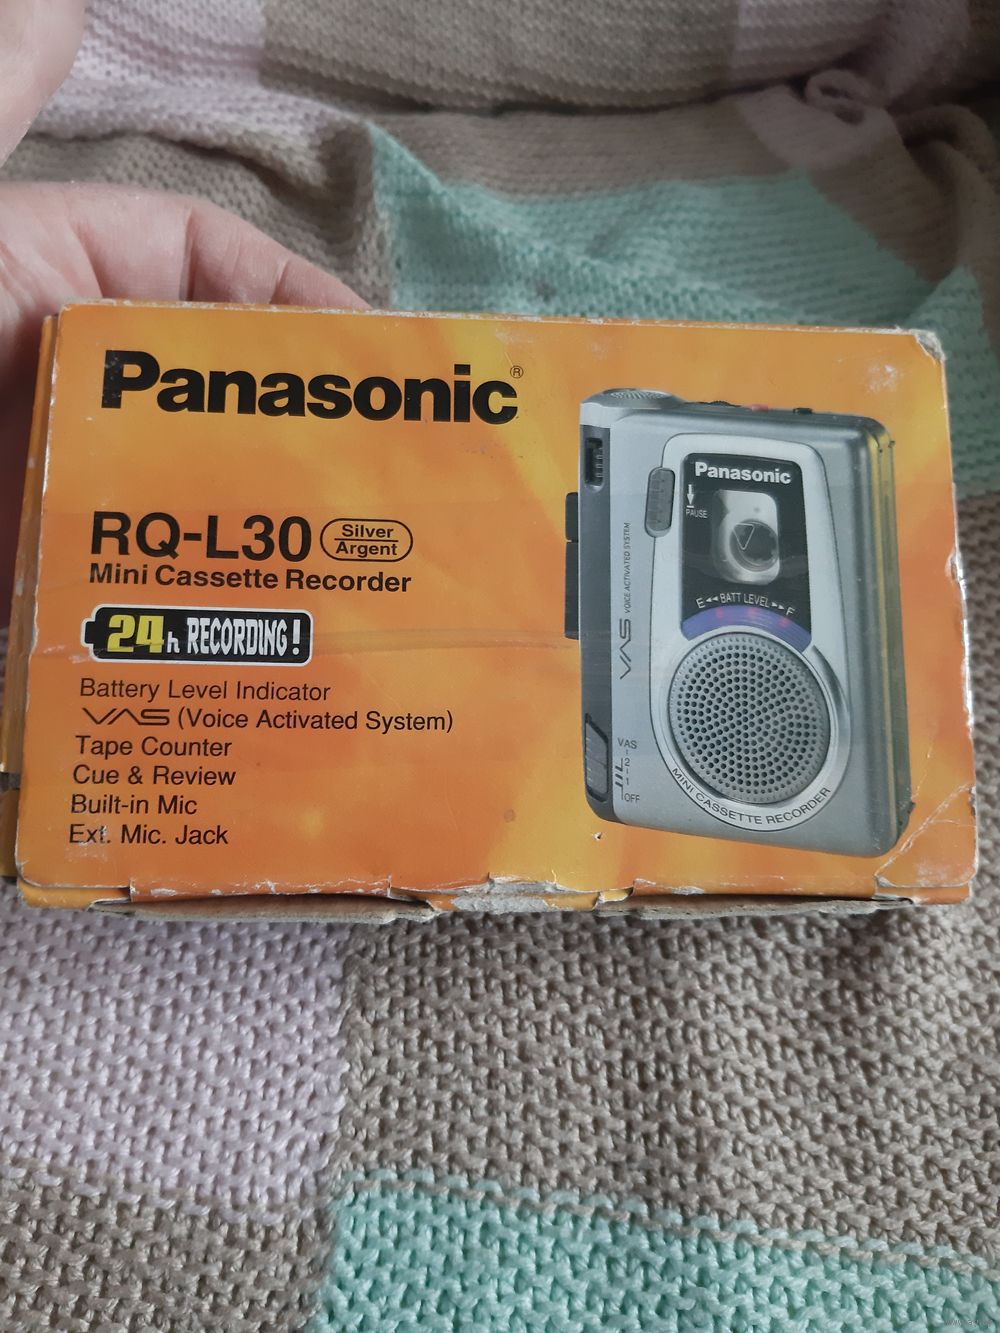 Panasonic®
RQ-L30 Silver Argent
Mini Cassette Recorder
24h RECORDING!
Battery Level Indicator
VAS (Voice Activated System)
Tape Counter
Cue & Review
Built-in Mic
Ext. Mic. Jack
Panasonic
PAUSE
E BATT LEVEL F
VAS VOICE ACTIVATED SYSTEM
VAS
2
1
OFF
MINI CASSETTE RECORDER